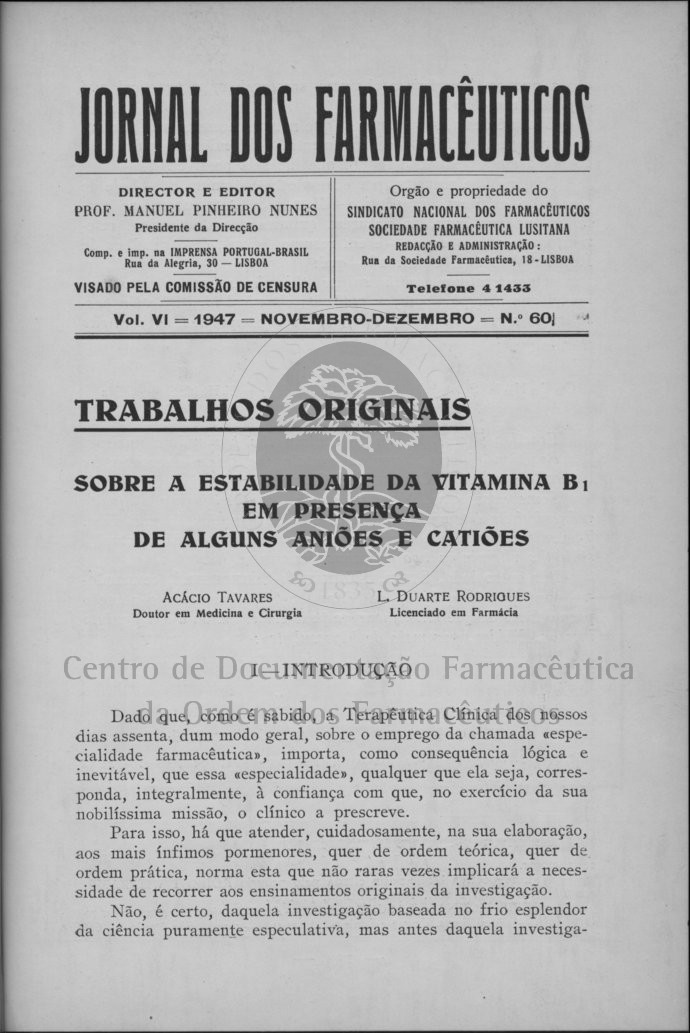 JORNAL DOS FARMACÊUTICOS
DIRECTOR E EDITOR
PROF. MANUEL PINHEIRO NUNES
Presidente da Direcção
Comp. e imp. na IMPRENSA PORTUGAL-BRASIL
Rua da Alegria, 30 — LISBOA
VISADO PELA COMISSÃO DE CENSURA
Orgão e propriedade do
SINDICATO NACIONAL DOS FARMACÊUTICOS
SOCIEDADE FARMACÊUTICA LUSITANA
REDACÇÃO E ADMINISTRAÇÃO :
Rua da Sociedade Farmacêutica, 18 - LISBOA
Telefone 4 1433
Vol. VI = 1947 = NOVEMBRO-DEZEMBRO = N.º 60
TRABALHOS ORIGINAIS
SOBRE A ESTABILIDADE DA VITAMINA B1
EM PRESENÇA
DE ALGUNS ANIÕES E CATIÕES
1835
ACÁCIO TAVARES
Doutor em Medicina e Cirurgia
L. DUARTE RODRIGUES
Licenciado em Farmácia
Centro de Documentação Farmacêutica
da Ordem dos Farmacêuticos
I — INTRODUÇÃO
Dado que, como é sabido, a Terapêutica Clínica dos nossos
dias assenta, dum modo geral, sobre o emprego da chamada «espe-
cialidade farmacêutica», importa, como consequência lógica e
inevitável, que essa «especialidade», qualquer que ela seja, corres-
ponda, integralmente, à confiança com que, no exercício da sua
nobilíssima missão, o clínico a prescreve.
Para isso, há que atender, cuidadosamente, na sua elaboração,
aos mais ínfimos pormenores, quer de ordem teórica, quer de
ordem prática, norma esta que não raras vezes implicará a neces-
sidade de recorrer aos ensinamentos originais da investigação.
Não, é certo, daquela investigação baseada no frio esplendor
da ciência puramente especulativa, mas antes daquela investiga-